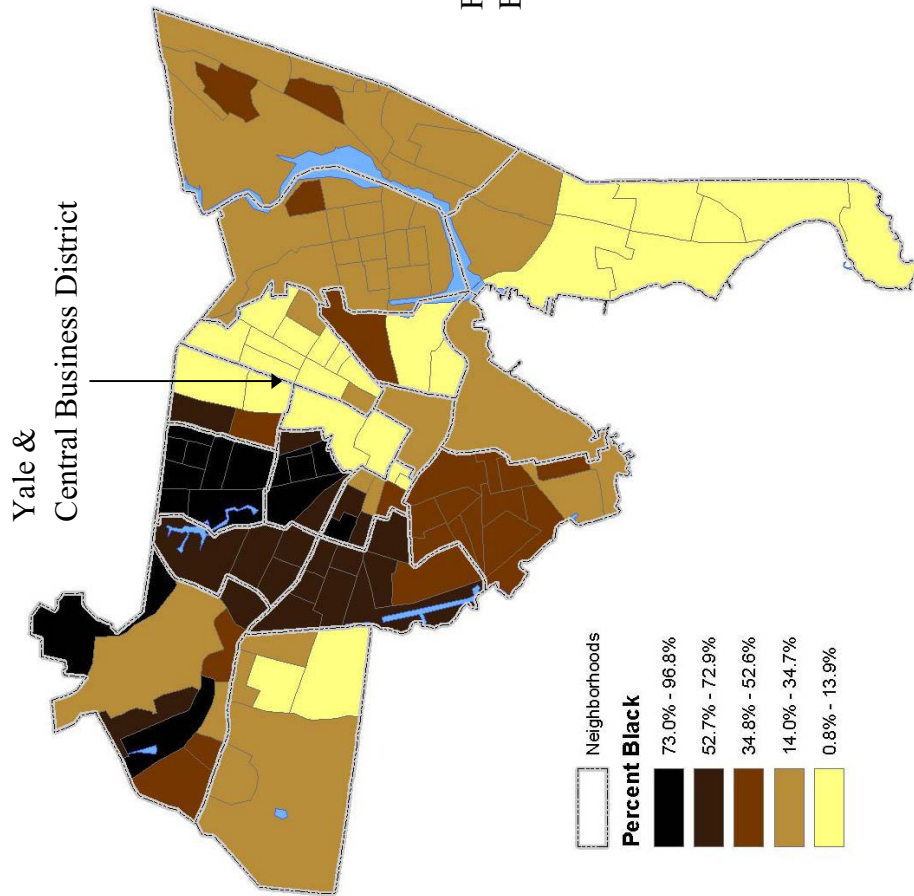 Yale &
Central Business District
Neighborhoods
Percent Black
73.0% - 96.8%
52.7% - 72.9%
34.8% - 52.6%
14.0% - 34.7%
0.8% - 13.9%